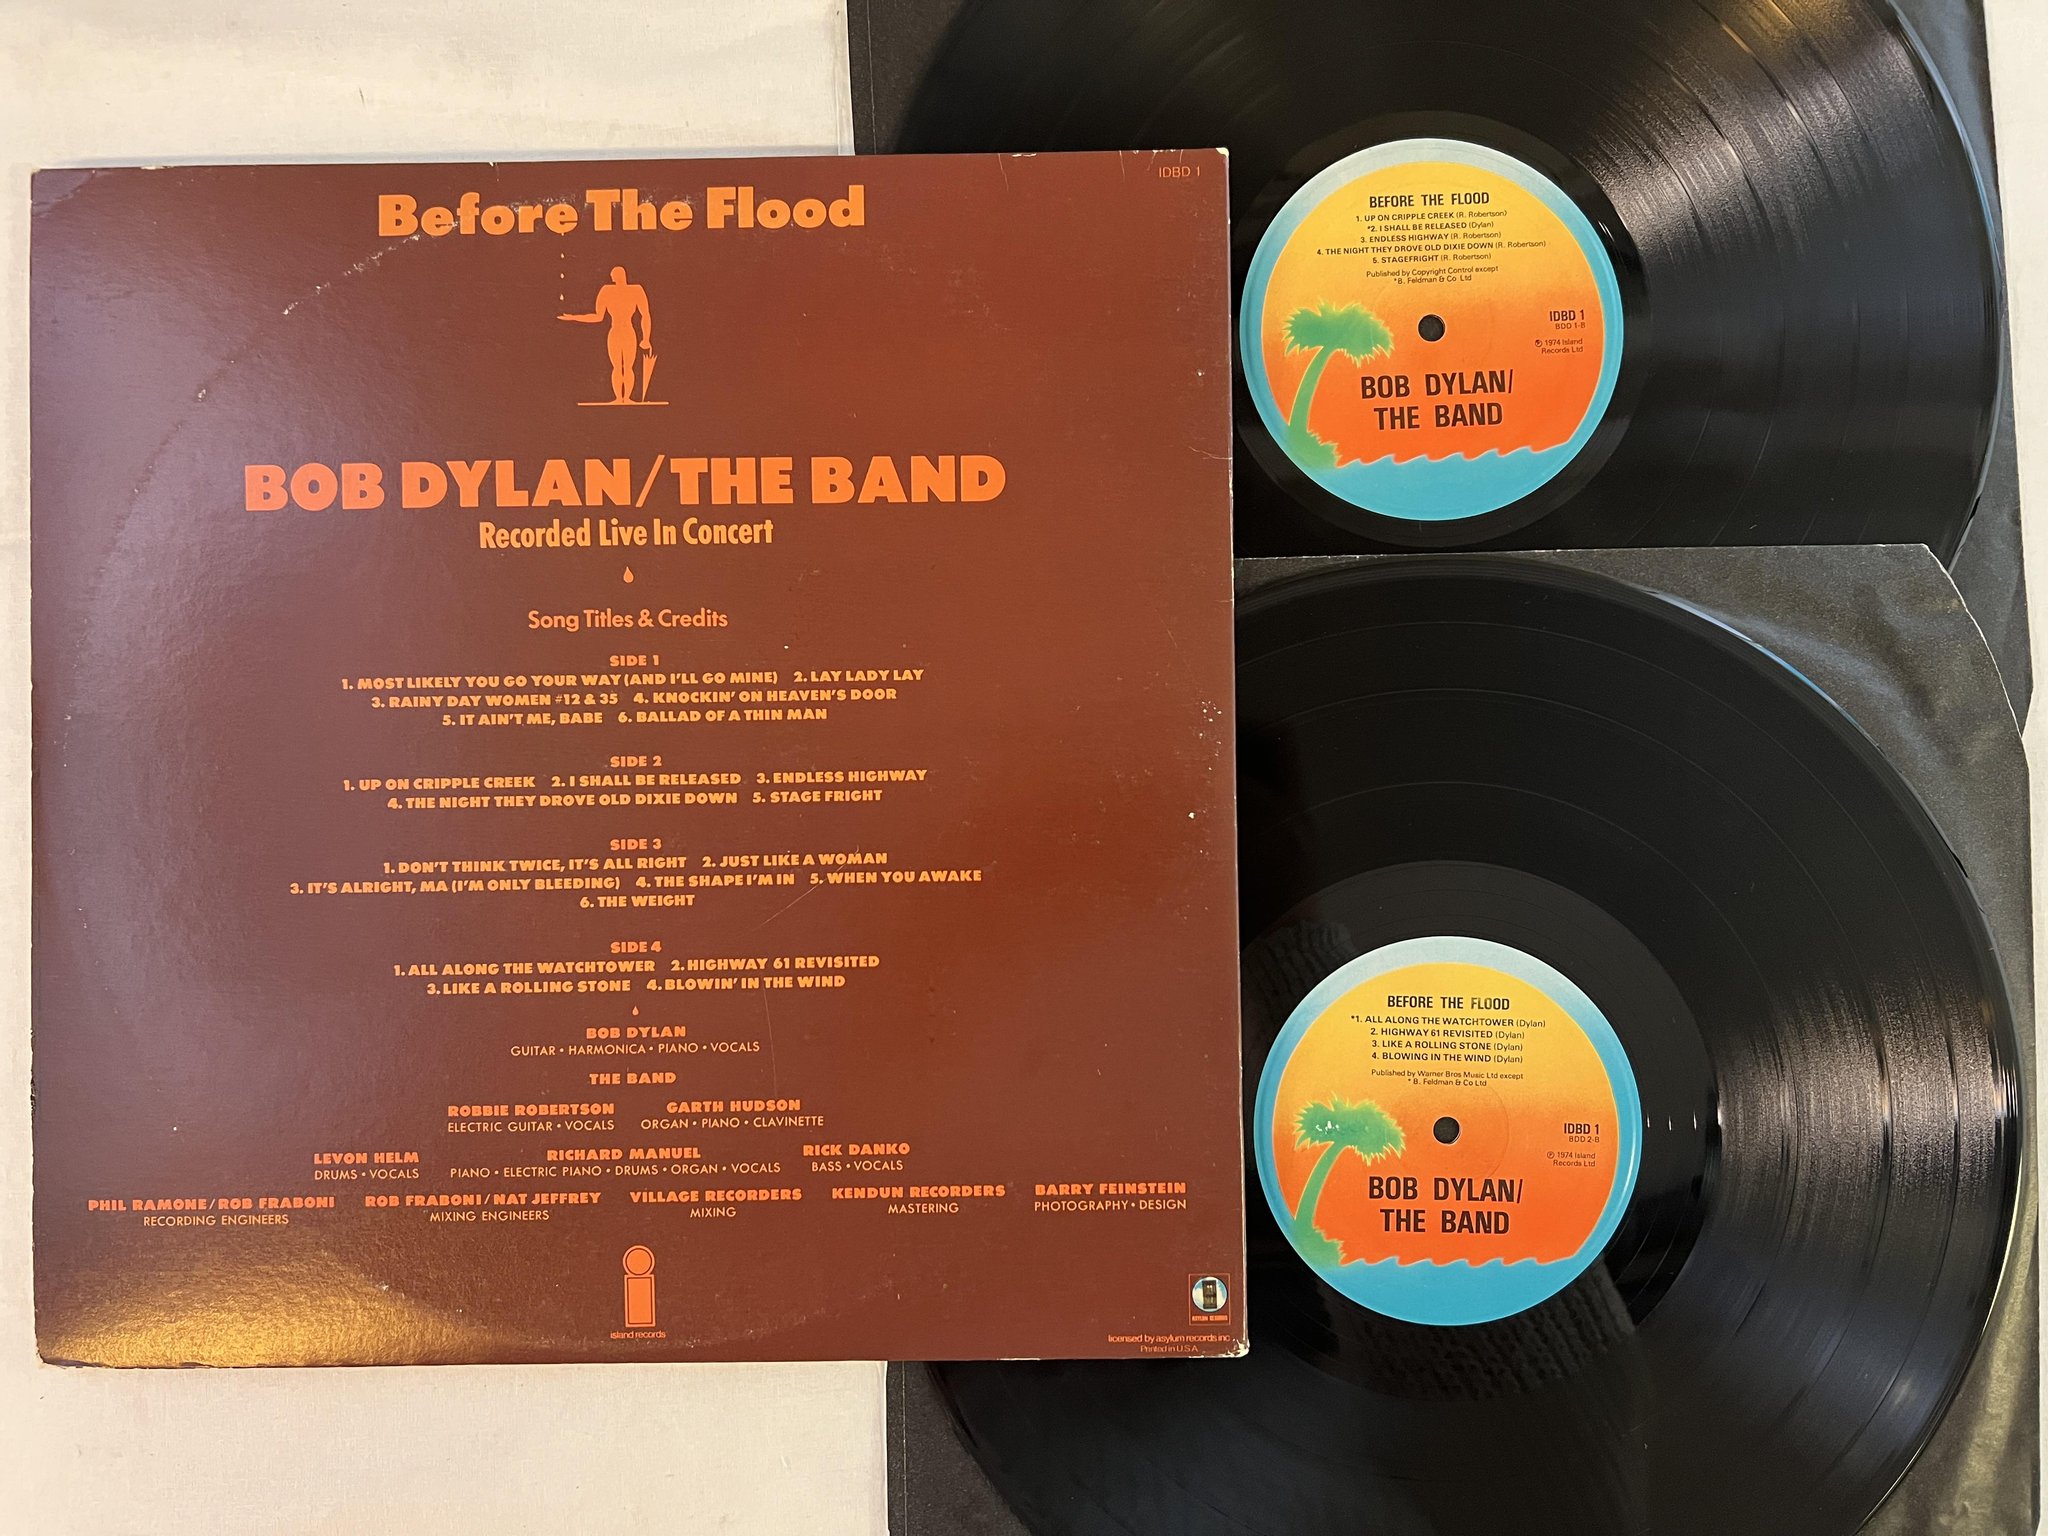 IDBD 1
Before The Flood
BOB DYLAN/THE BAND
Recorded Live In Concert
Song Titles & Credits
SIDE 1
1. MOST LIKELY YOU GO YOUR WAY (AND I'LL GO MINE) 2. LAY LADY LAY
3. RAINY DAY WOMEN #12 & 35 4. KNOCKIN' ON HEAVEN'S DOOR
5. IT AIN'T ME, BABE 6. BALLAD OF A THIN MAN
SIDE 2
1. UP ON CRIPPLE CREEK 2. I SHALL BE RELEASED 3. ENDLESS HIGHWAY
4. THE NIGHT THEY DROVE OLD DIXIE DOWN 5. STAGE FRIGHT
SIDE 3
1. DON'T THINK TWICE, IT'S ALL RIGHT 2. JUST LIKE A WOMAN
3. IT'S ALRIGHT, MA (I'M ONLY BLEEDING) 4. THE SHAPE I'M IN 5. WHEN YOU AWAKE
6. THE WEIGHT
SIDE 4
1. ALL ALONG THE WATCHTOWER 2. HIGHWAY 61 REVISITED
3. LIKE A ROLLING STONE 4. BLOWIN' IN THE WIND
BOB DYLAN
GUITAR • HARMONICA • PIANO • VOCALS
THE BAND
ROBBIE ROBERTSON GARTH HUDSON
ELECTRIC GUITAR • VOCALS ORGAN • PIANO • CLAVINETTE
LEVON HELM RICHARD MANUEL RICK DANKO
DRUMS • VOCALS PIANO • ELECTRIC PIANO • DRUMS • ORGAN • VOCALS BASS • VOCALS
PHIL RAMONE/ROB FRABONI ROB FRABONI/NAT JEFFREY VILLAGE RECORDERS KENDUN RECORDERS BARRY FEINSTEIN
RECORDING ENGINEERS MIXING ENGINEERS MIXING MASTERING PHOTOGRAPHY • DESIGN
island records
ASYLUM RECORDS
licensed by asylum records inc
Printed in U.S.A.
BEFORE THE FLOOD
1. UP ON CRIPPLE CREEK (R. Robertson)
*2. I SHALL BE RELEASED (Dylan)
3. ENDLESS HIGHWAY (R. Robertson)
4. THE NIGHT THEY DROVE OLD DIXIE DOWN (R. Robertson)
5. STAGEFRIGHT (R. Robertson)
Published by Copyright Control except
*B. Feldman & Co Ltd
IDBD 1
BDD 1-B
℗ 1974 Island
Records Ltd
BOB DYLAN/
THE BAND
BEFORE THE FLOOD
*1. ALL ALONG THE WATCHTOWER (Dylan)
2. HIGHWAY 61 REVISITED (Dylan)
3. LIKE A ROLLING STONE (Dylan)
4. BLOWING IN THE WIND (Dylan)
Published by Warner Bros Music Ltd except
* B. Feldman & Co Ltd
IDBD 1
BDD 2-B
℗ 1974 Island
Records Ltd
BOB DYLAN/
THE BAND